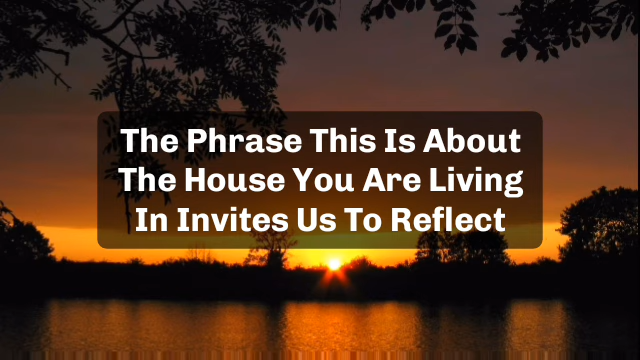 The Phrase This Is About
The House You Are Living
In Invites Us To Reflect